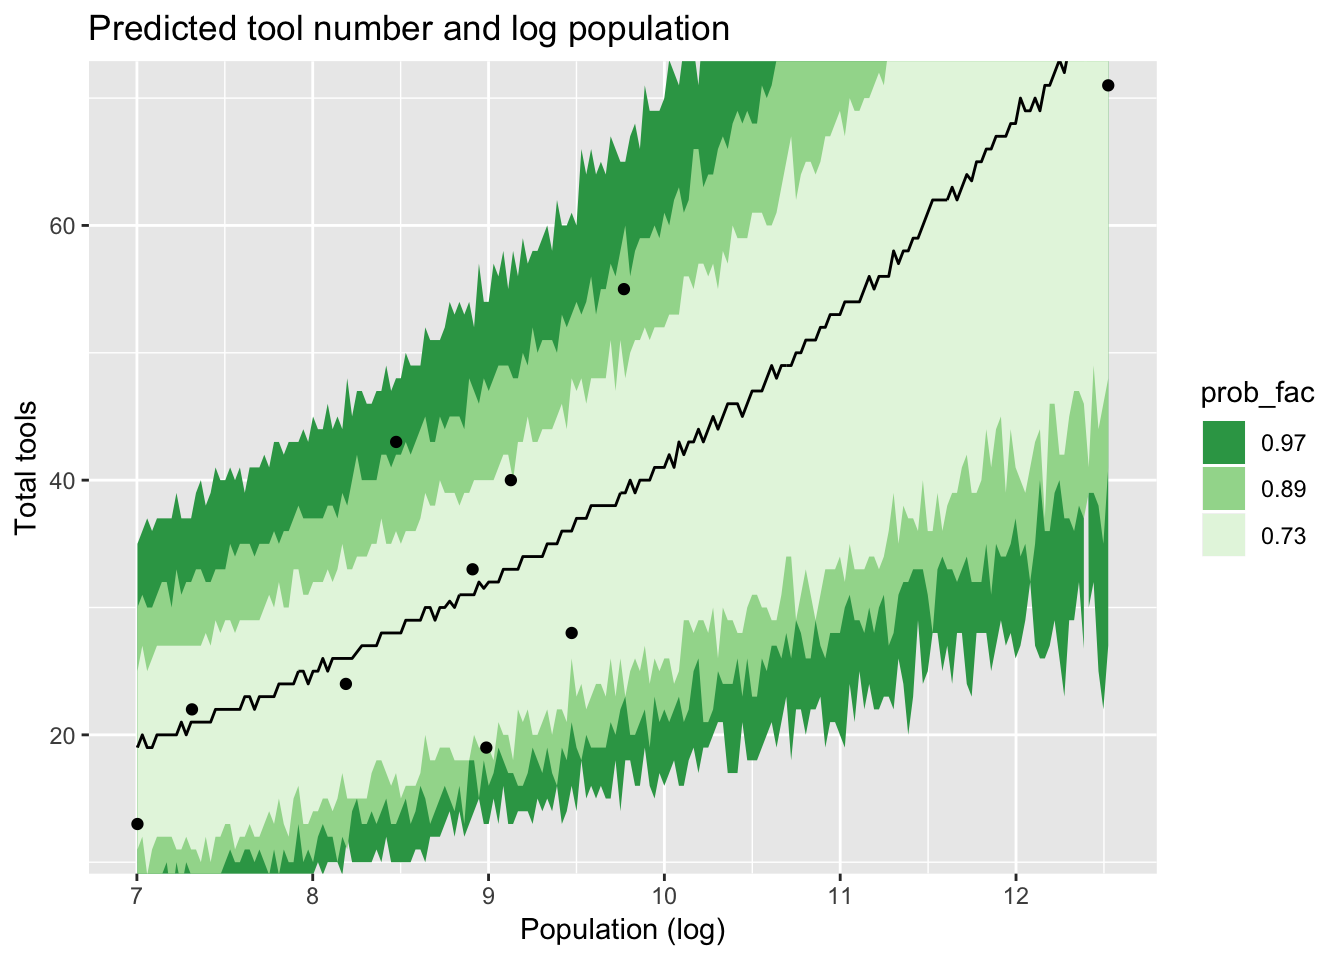 Predicted tool number and log population
Total tools
60
40
20
7 8 9 10 11 12
Population (log)
prob_fac
0.97
0.89
0.73